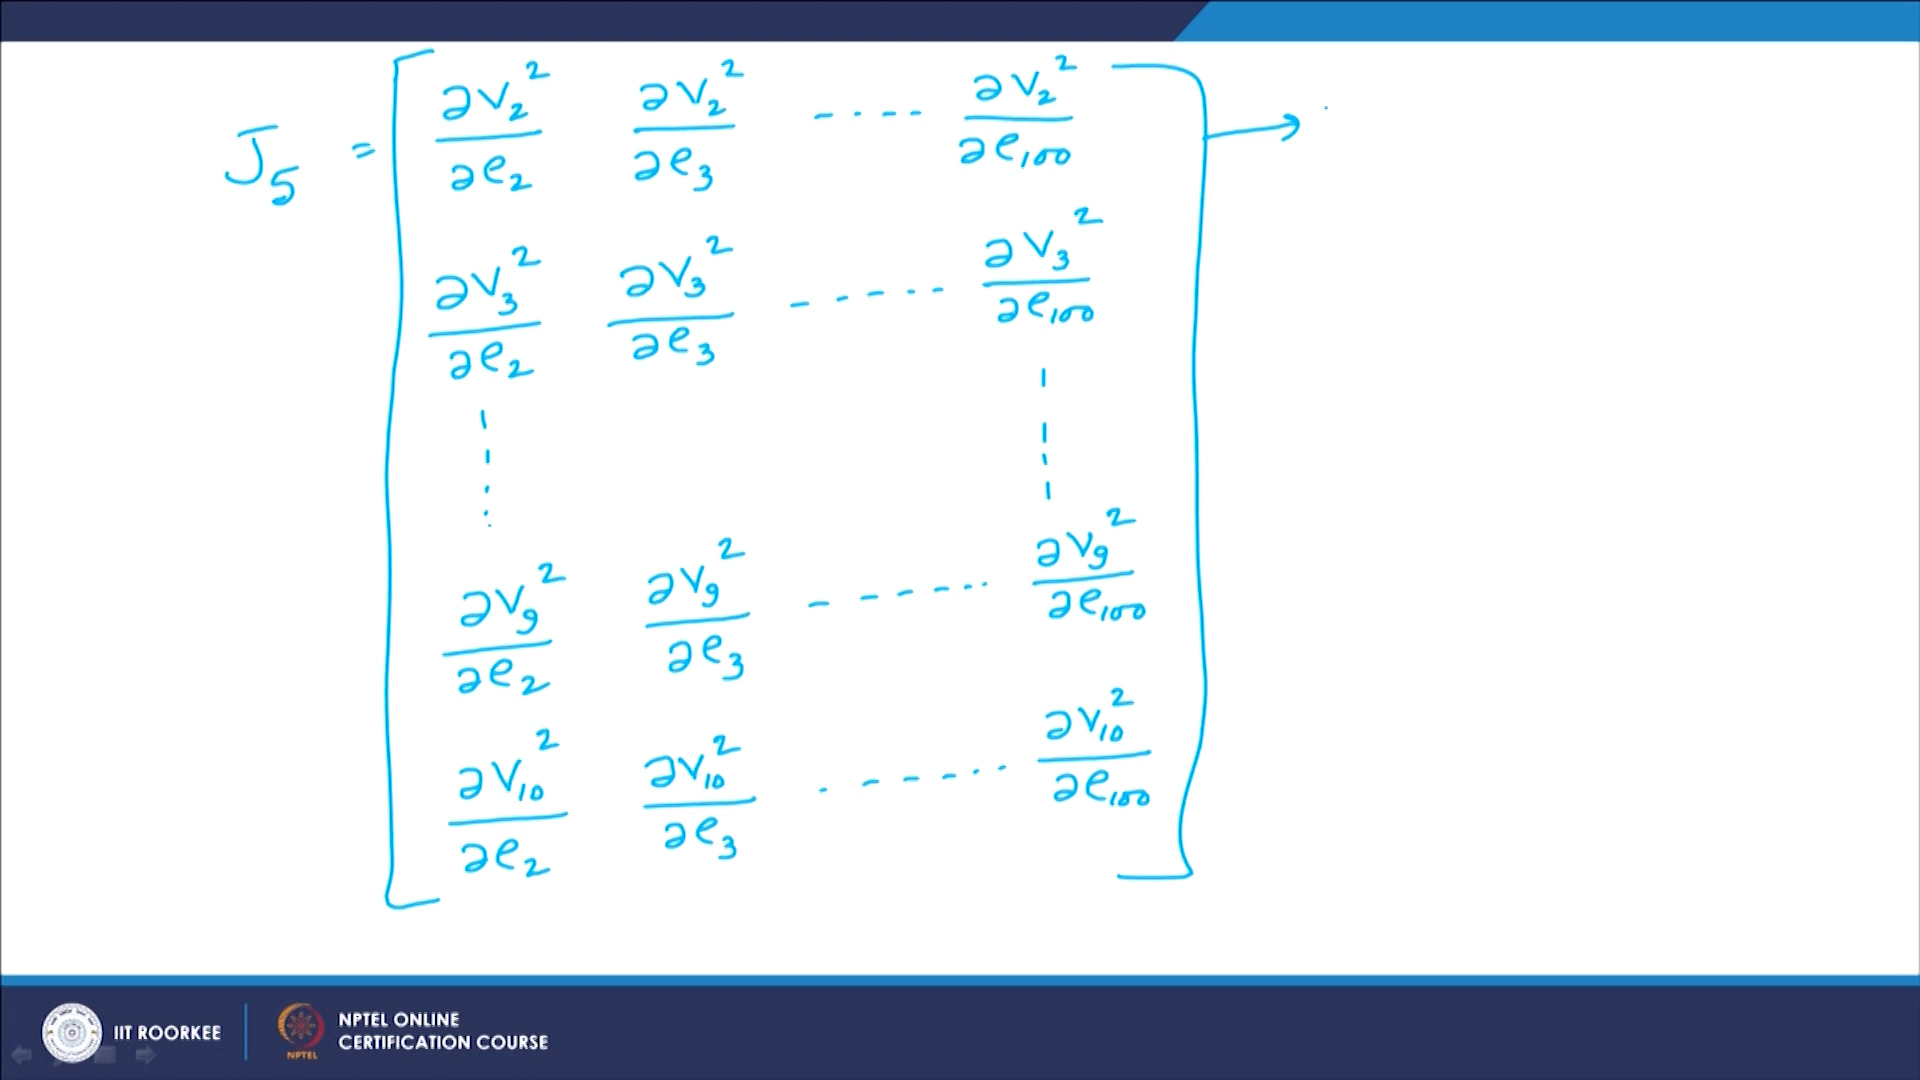 J₅ = [ ∂V₂²/∂e₂ ∂V₂²/∂e₃ - · - · - ∂V₂²/∂e₁₀₀ ] →
∂V₃²/∂e₂ ∂V₃²/∂e₃ - - - - - - ∂V₃²/∂e₁₀₀
∂V₉²/∂e₂ ∂V₉²/∂e₃ - - - - - - ∂V₉²/∂e₁₀₀
∂V₁₀²/∂e₂ ∂V₁₀²/∂e₃ - - - - - - ∂V₁₀²/∂e₁₀₀
IIT ROORKEE
NPTEL
NPTEL ONLINE
CERTIFICATION COURSE